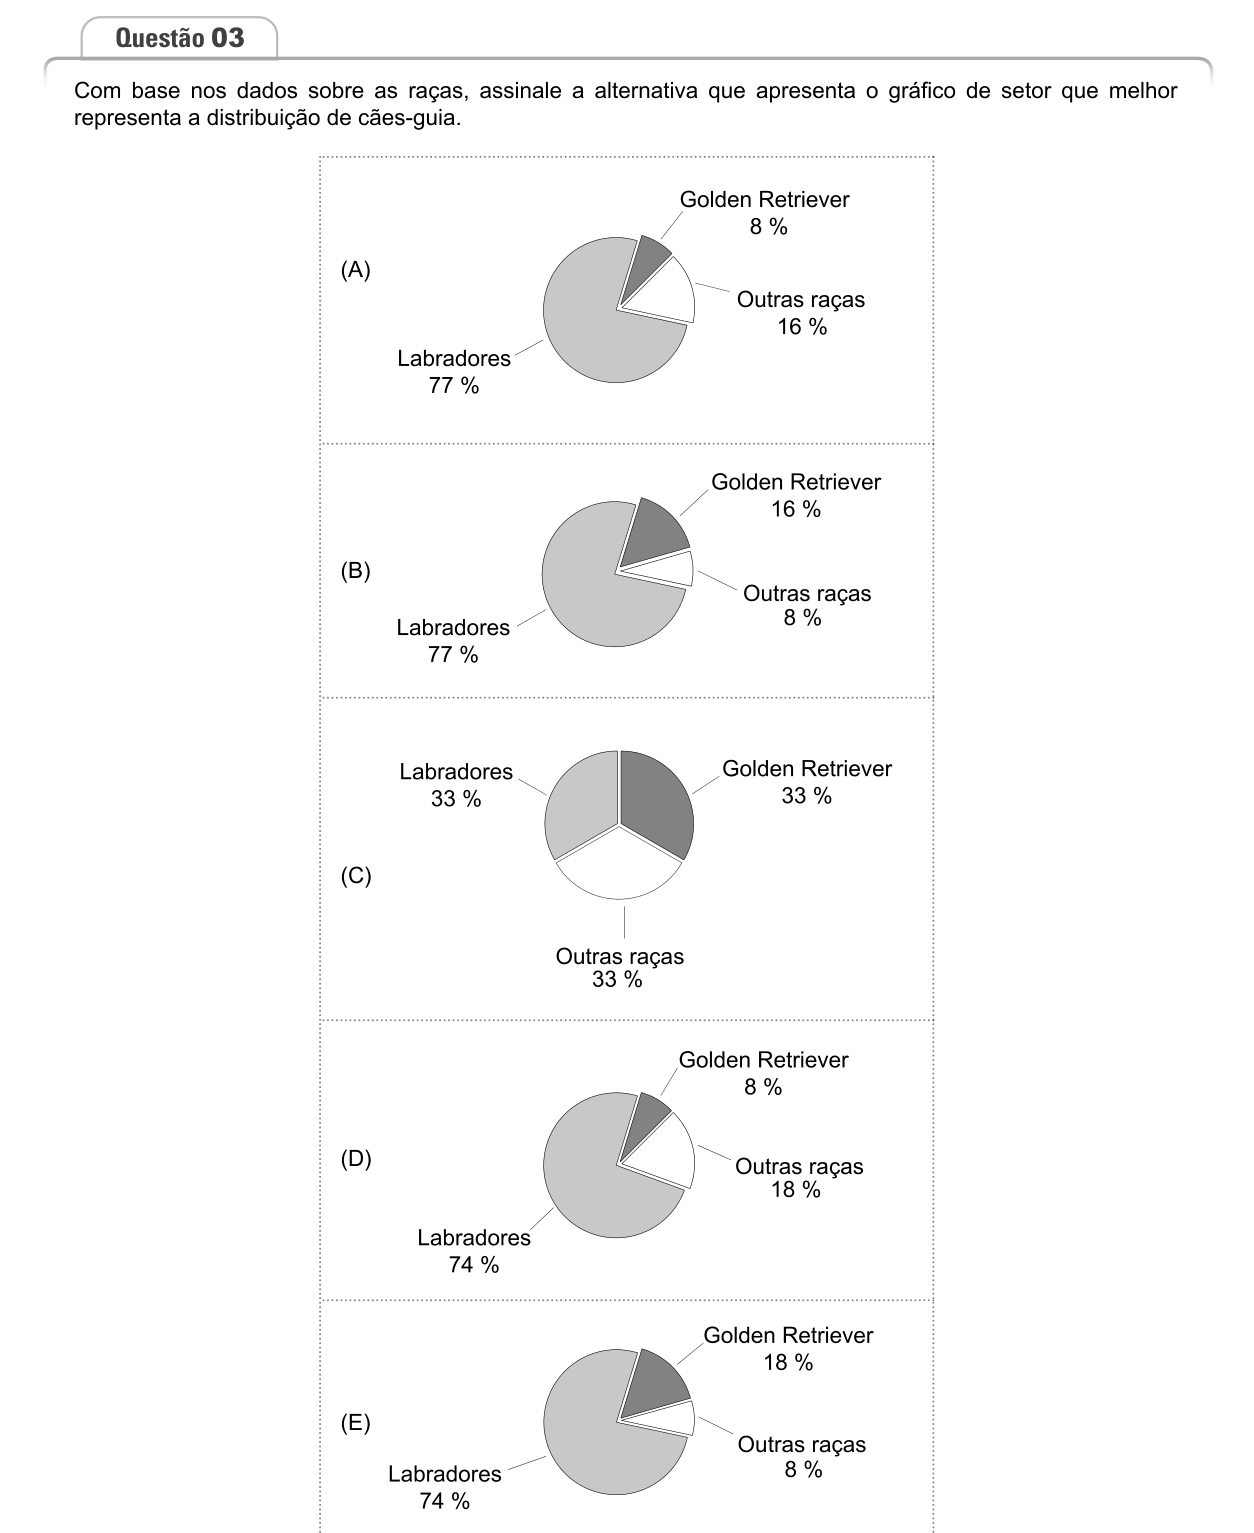 Questão 03
Com base nos dados sobre as raças, assinale a alternativa que apresenta o gráfico de setor que melhor
representa a distribuição de cães-guia.
(A)
Golden Retriever
8 %
Outras raças
16 %
Labradores
77 %
(B)
Golden Retriever
16 %
Outras raças
8 %
Labradores
77 %
(C)
Labradores
33 %
Golden Retriever
33 %
Outras raças
33 %
(D)
Golden Retriever
8 %
Outras raças
18 %
Labradores
74 %
(E)
Golden Retriever
18 %
Outras raças
8 %
Labradores
74 %